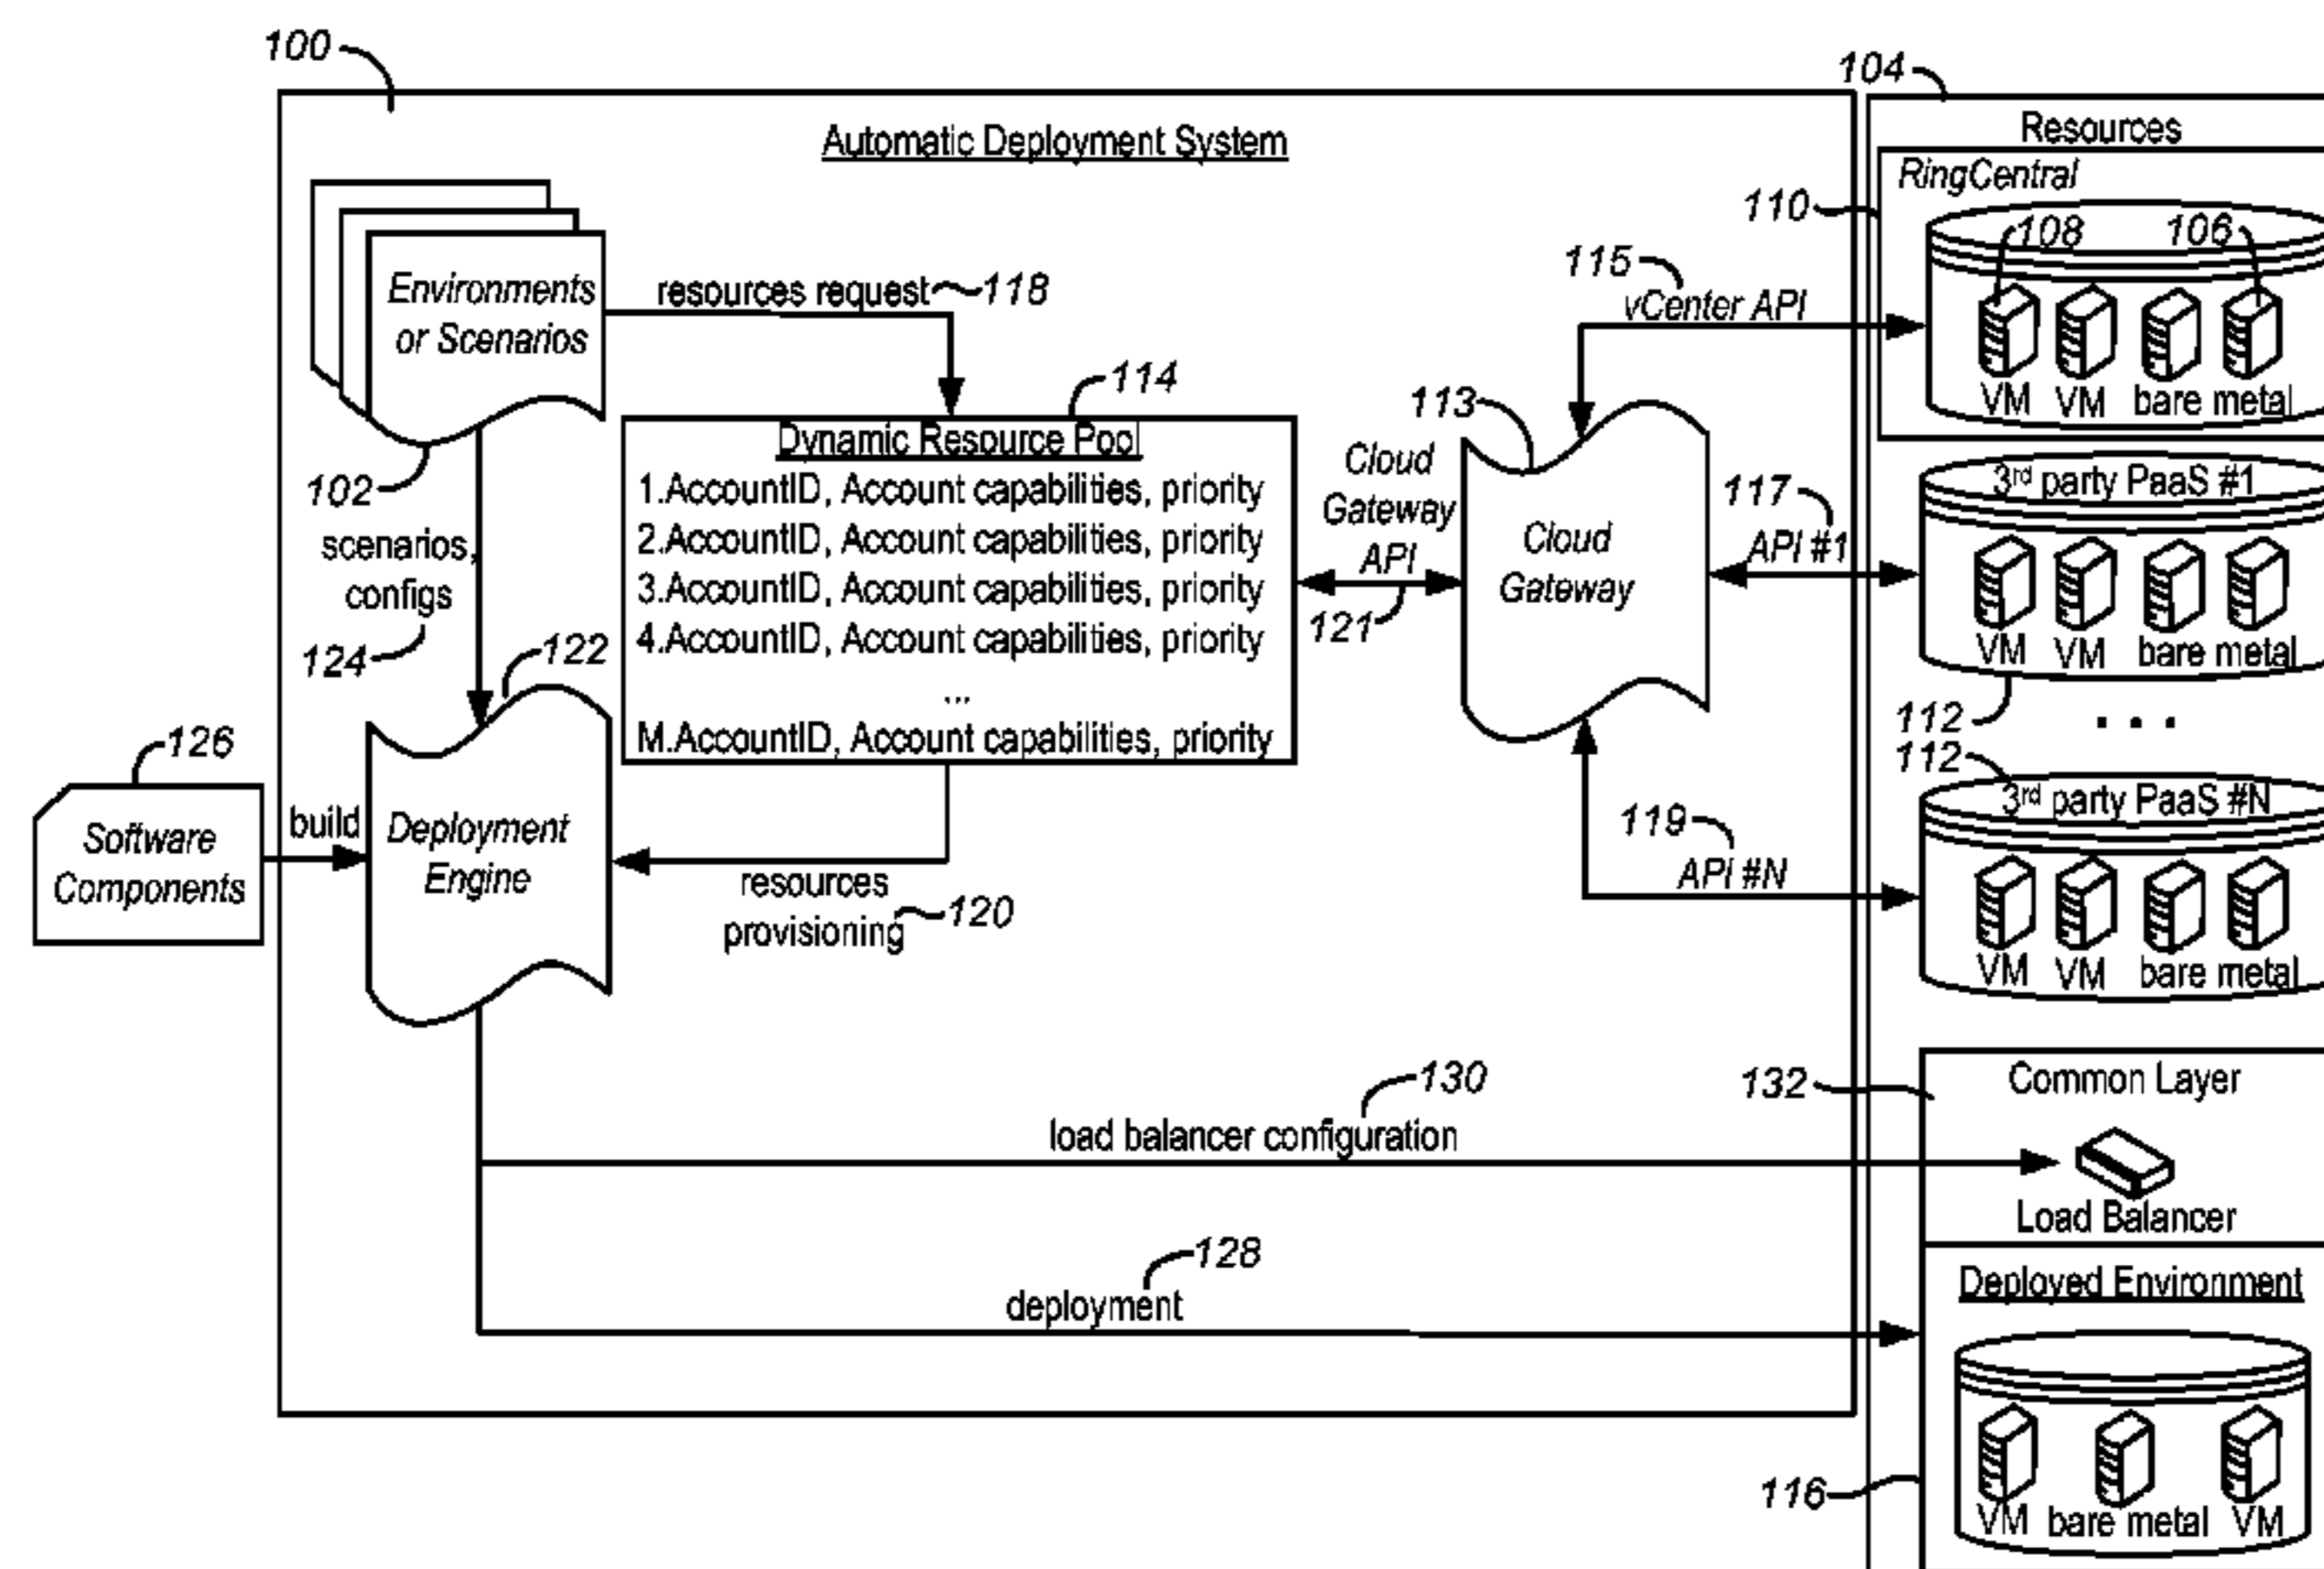 100
104
Automatic Deployment System
Resources
RingCentral
110
108
106
115
vCenter API
VM
VM
bare metal
Environments
or Scenarios
resources request
118
102
scenarios,
configs
124
114
Dynamic Resource Pool
1.AccountID, Account capabilities, priority
2.AccountID, Account capabilities, priority
3.AccountID, Account capabilities, priority
4.AccountID, Account capabilities, priority
...
M.AccountID, Account capabilities, priority
Cloud
Gateway
API
121
113
Cloud
Gateway
117
API #1
3rd party PaaS #1
VM
VM
bare metal
112
. . .
112
3rd party PaaS #N
VM
VM
bare metal
119
API #N
122
126
Software
Components
build
Deployment
Engine
resources
provisioning
120
130
load balancer configuration
132
Common Layer
Load Balancer
128
deployment
Deployed Environment
116
VM
bare metal
VM